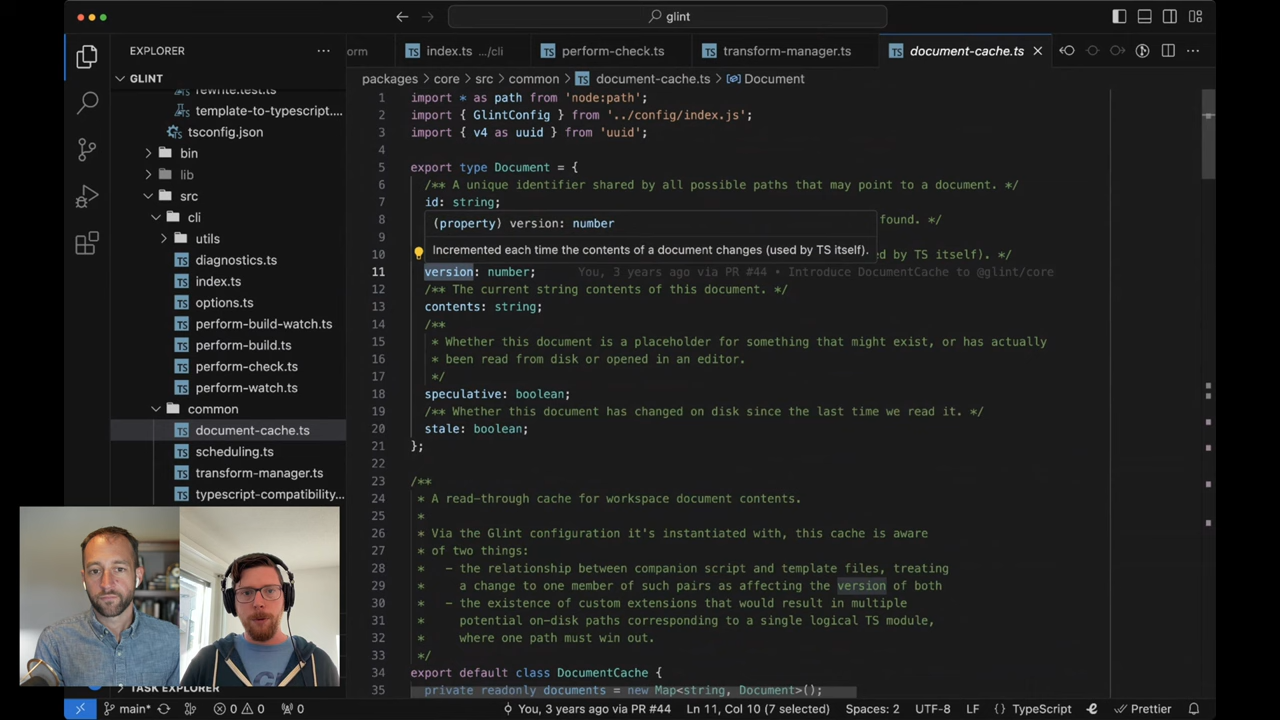 glint
EXPLORER
orm
index.ts .../cli
perform-check.ts
transform-manager.ts
document-cache.ts
GLINT
rewrite.test.ts
template-to-typescript....
tsconfig.json
bin
lib
src
cli
utils
diagnostics.ts
index.ts
options.ts
perform-build-watch.ts
perform-build.ts
perform-check.ts
perform-watch.ts
common
document-cache.ts
scheduling.ts
transform-manager.ts
typescript-compatibility...
TASK EXPLORER
packages > core > src > common > document-cache.ts > Document
1 import * as path from 'node:path';
2 import { GlintConfig } from '../config/index.js';
3 import { v4 as uuid } from 'uuid';
4
5 export type Document = {
6 /** A unique identifier shared by all possible paths that may point to a document. */
7 id: string;
8 found. */
(property) version: number
9
Incremented each time the contents of a document changes (used by TS itself).
10 ed by TS itself). */
11 version: number; You, 3 years ago via PR #44 • Introduce DocumentCache to @glint/core
12 /** The current string contents of this document. */
13 contents: string;
14 /**
15 * Whether this document is a placeholder for something that might exist, or has actually
16 * been read from disk or opened in an editor.
17 */
18 speculative: boolean;
19 /** Whether this document has changed on disk since the last time we read it. */
20 stale: boolean;
21 };
22
23 /**
24 * A read-through cache for workspace document contents.
25 *
26 * Via the Glint configuration it's instantiated with, this cache is aware
27 * of two things:
28 * - the relationship between companion script and template files, treating
29 * a change to one member of such pairs as affecting the version of both
30 * - the existence of custom extensions that would result in multiple
31 * potential on-disk paths corresponding to a single logical TS module,
32 * where one path must win out.
33 */
34 export default class DocumentCache {
35 private readonly documents = new Map<string, Document>();
main* 0 0 0 You, 3 years ago via PR #44 Ln 11, Col 10 (7 selected) Spaces: 2 UTF-8 LF {} TypeScript Prettier